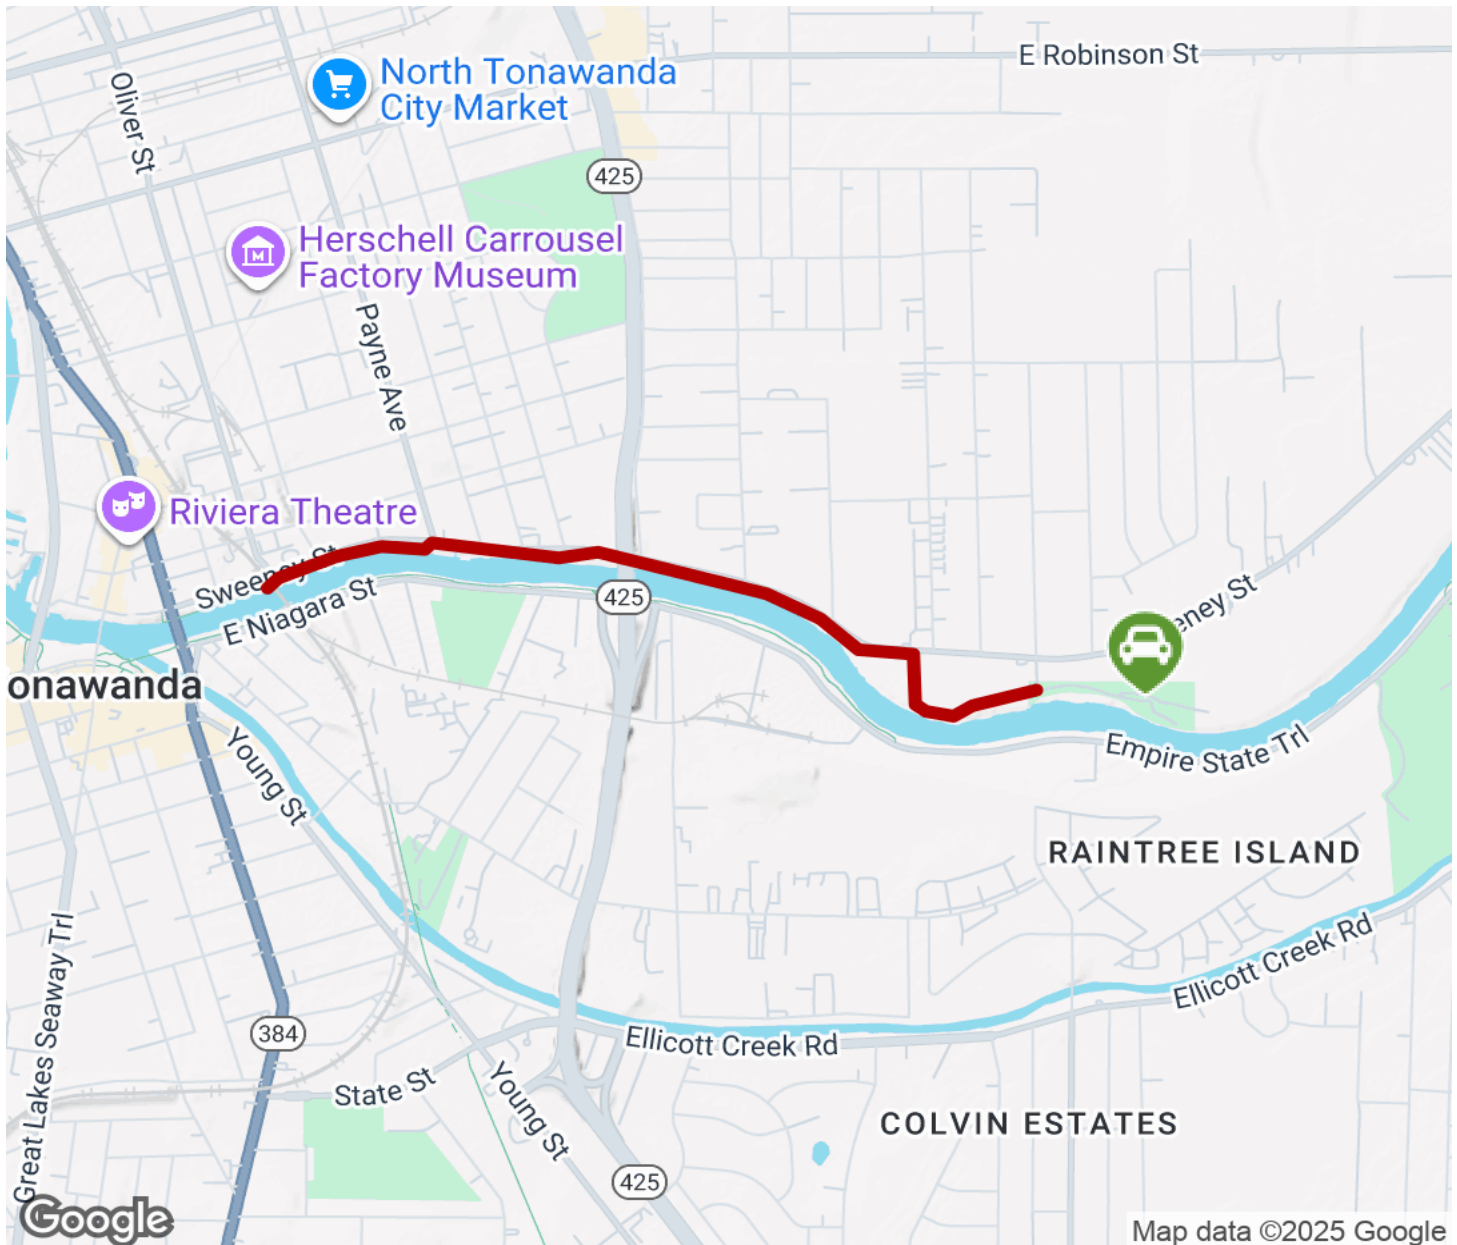 E Robinson St
North Tonawanda
City Market
Oliver St
425
Herschell Carrousel
Factory Museum
Payne Ave
Riviera Theatre
Sweeney St
E Niagara St
425
eney St
onawanda
Young St
Empire State Trl
RAINTREE ISLAND
Great Lakes Seaway Trl
Ellicott Creek Rd
384
Ellicott Creek Rd
State St
Young St
COLVIN ESTATES
425
Google
Map data ©2025 Google